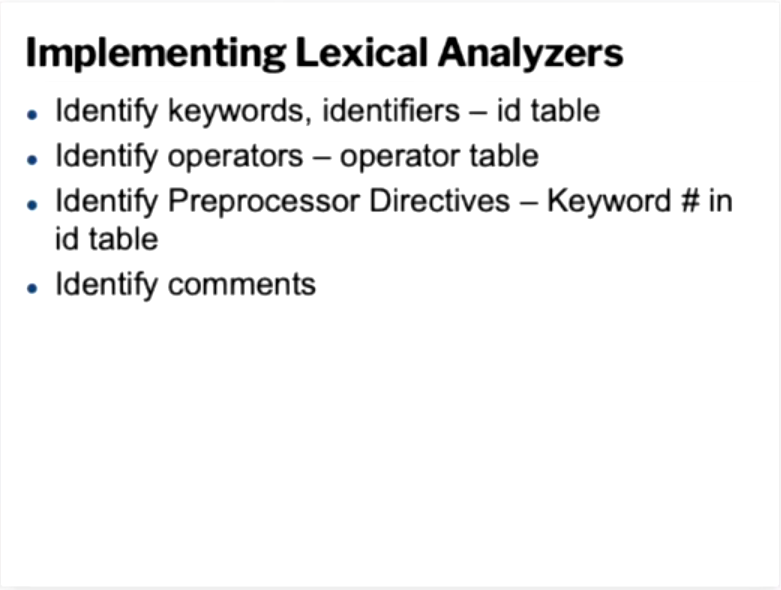 Implementing Lexical Analyzers
• Identify keywords, identifiers – id table
• Identify operators – operator table
• Identify Preprocessor Directives – Keyword # in
id table
• Identify comments